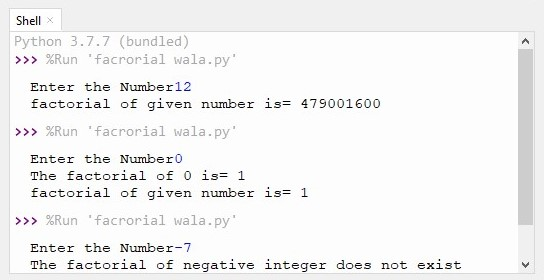 Shell ×
Python 3.7.7 (bundled)
>>> %Run 'facrorial wala.py'
Enter the Number12
factorial of given number is= 479001600
>>> %Run 'facrorial wala.py'
Enter the Number0
The factorial of 0 is= 1
factorial of given number is= 1
>>> %Run 'facrorial wala.py'
Enter the Number-7
The factorial of negative integer does not exist